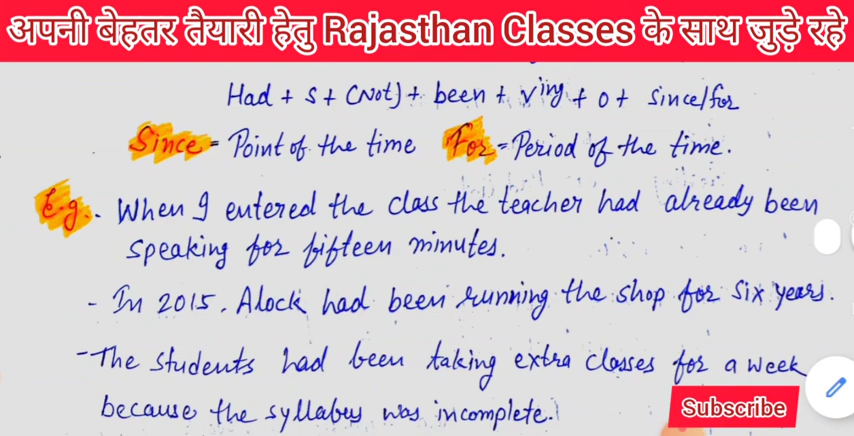 अपनी बेहतर तैयारी हेतु Rajasthan Classes के साथ जुड़े रहे
Had + S + (Not) + been + Ving + O + since/for
Since = Point of the time For = Period of the time.
E.g. . When I entered the class the teacher had already been
speaking for fifteen minutes.
- In 2015. Alock had been running the shop for six years.
- The students had been taking extra classes for a week
because the syllabus was incomplete.
Subscribe